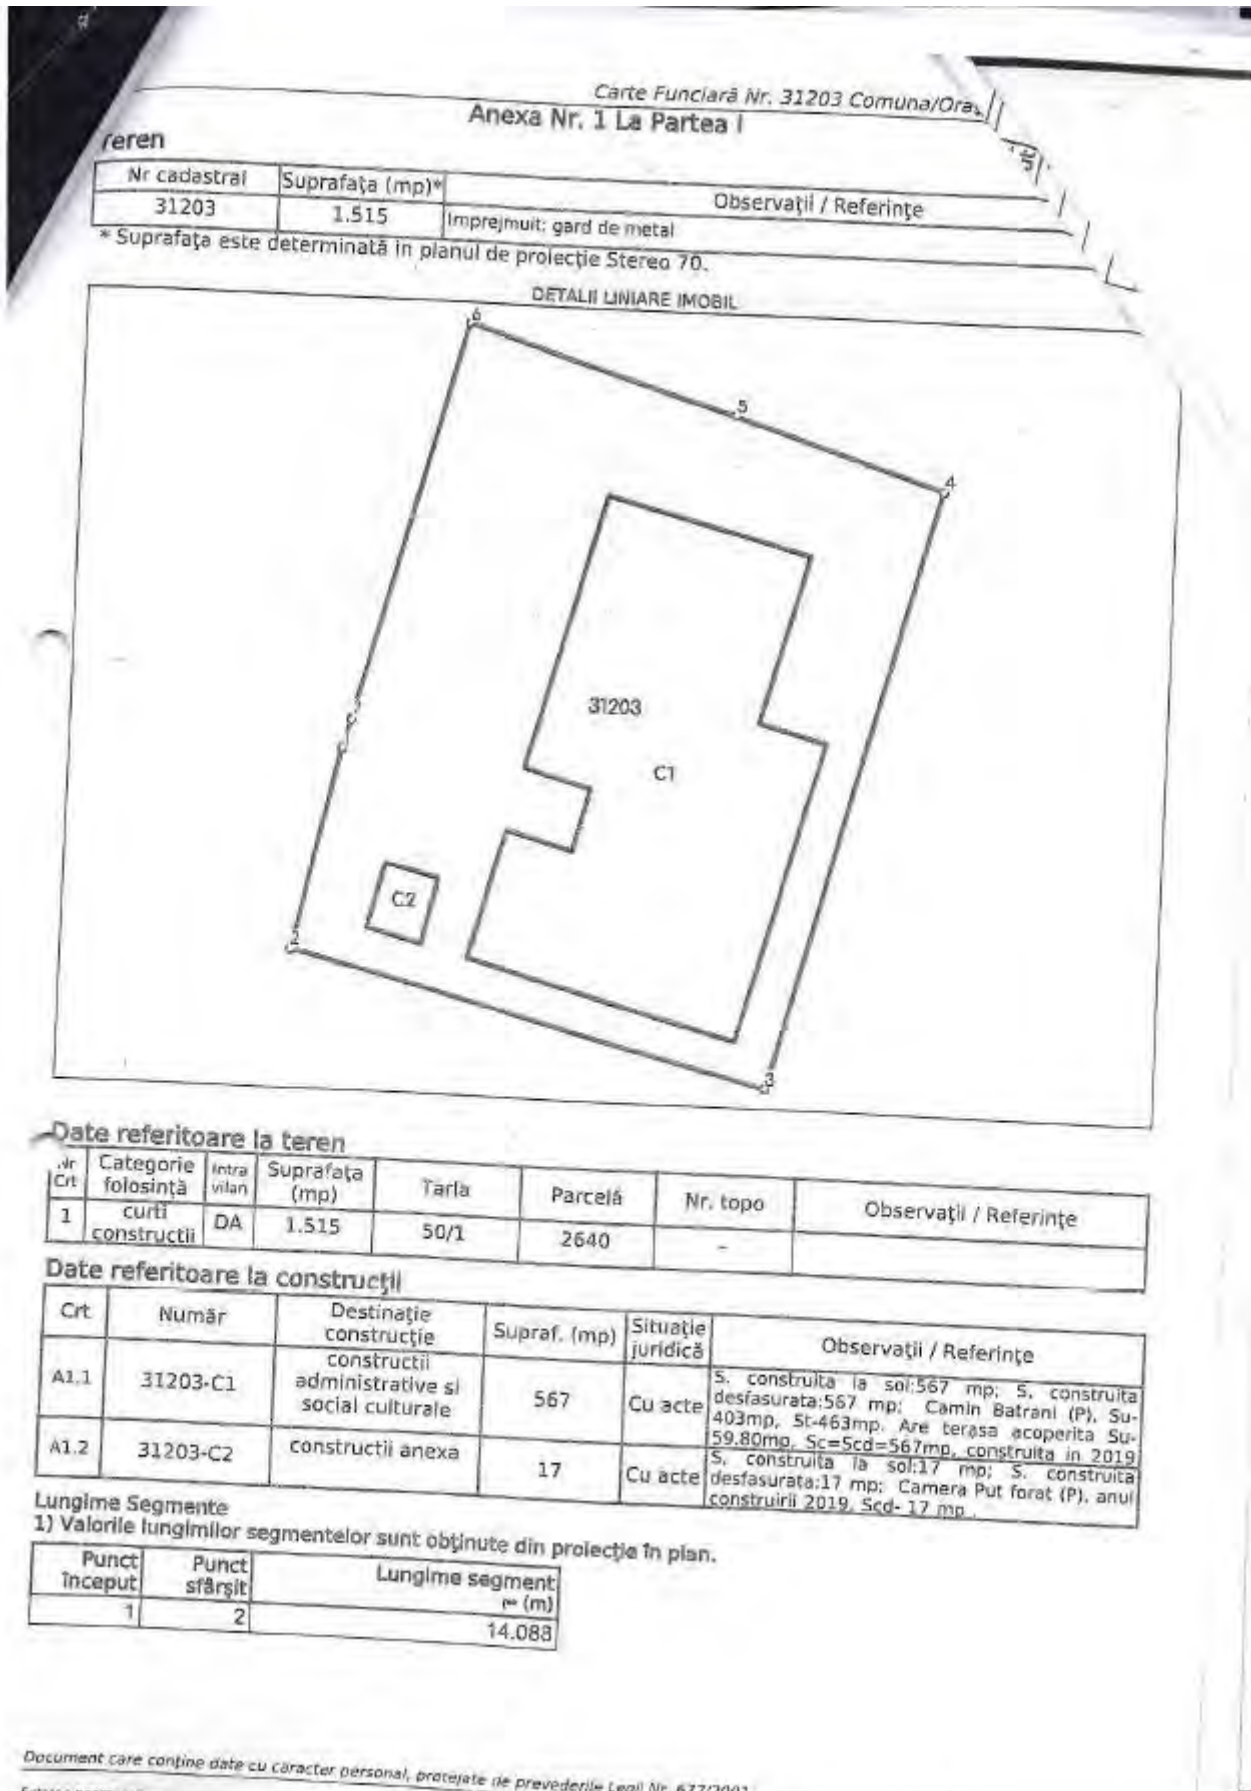 Carte Funciară Nr. 31203 Comuna/Oraș
Anexa Nr. 1 La Partea I
Teren
Nr cadastral Suprafața (mp)* Observații / Referințe
31203 1.515 Imprejmuit: gard de metal
* Suprafața este determinată in planul de proiecție Stereo 70.
DETALII LINIARE IMOBIL
6
5
4
31203
C1
C2
2
3
Date referitoare la teren
Nr Crt Categorie folosință Intra vilan Suprafața (mp) Tarla Parcelă Nr. topo Observații / Referințe
1 curti constructii DA 1.515 50/1 2640 -
Date referitoare la construcții
Crt Număr Destinație construcție Supraf. (mp) Situație juridică Observații / Referințe
A1.1 31203-C1 constructii administrative si social culturale 567 Cu acte S. construita la sol:567 mp; S. construita desfasurata:567 mp; Camin Batrani (P), Su-403mp, St-463mp. Are terasa acoperita Su-59.80mp, Sc=Scd=567mp, construita in 2019
A1.2 31203-C2 constructii anexa 17 Cu acte S. construita la sol:17 mp; S. construita desfasurata:17 mp; Camera Put forat (P), anul construirii 2019, Scd- 17 mp .
Lungime Segmente
1) Valorile lungimilor segmentelor sunt obținute din proiecție în plan.
Punct început Punct sfârșit Lungime segment (m)
1 2 14.088
Document care conține date cu caracter personal, protejate de prevederile Legii Nr. 677/2001